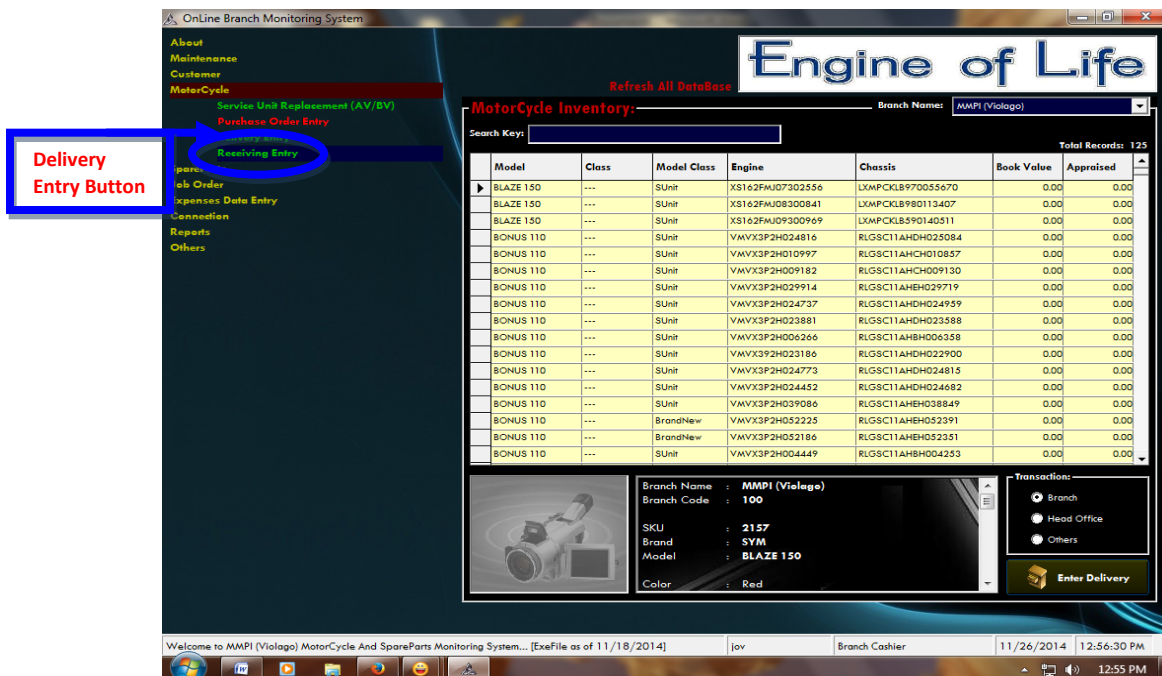 OnLine Branch Monitoring System
About
Maintenance
Customer
MotorCycle
Service Unit Replacement (AV/BV)
Purchase Order Entry
Receiving Entry
Job Order
Expenses Data Entry
Connection
Reports
Others
Delivery
Entry Button
Engine of Life
Refresh All DataBase
MotorCycle Inventory:
Branch Name: MMPI (Violago)
Search Key:
Total Records: 125
Model Class Model Class Engine Chassis Book Value Appraised
BLAZE 150 --- SUnit XS162FMJ07302556 LXMPCKLB970055670 0.00 0.00
BLAZE 150 --- SUnit XS162FMJ08300841 LXMPCKLB980113407 0.00 0.00
BLAZE 150 --- SUnit XS162FMJ09300969 LXMPCKLB590140511 0.00 0.00
BONUS 110 --- SUnit VMVX3P2H024816 RLGSC11AHDH025084 0.00 0.00
BONUS 110 --- SUnit VMVX3P2H010997 RLGSC11AHCH010857 0.00 0.00
BONUS 110 --- SUnit VMVX3P2H009182 RLGSC11AHCH009130 0.00 0.00
BONUS 110 --- SUnit VMVX3P2H029914 RLGSC11AHEH029719 0.00 0.00
BONUS 110 --- SUnit VMVX3P2H024737 RLGSC11AHDH024959 0.00 0.00
BONUS 110 --- SUnit VMVX3P2H023881 RLGSC11AHDH023588 0.00 0.00
BONUS 110 --- SUnit VMVX3P2H006266 RLGSC11AHBH006358 0.00 0.00
BONUS 110 --- SUnit VMVX392H023186 RLGSC11AHDH022900 0.00 0.00
BONUS 110 --- SUnit VMVX3P2H024773 RLGSC11AHDH024815 0.00 0.00
BONUS 110 --- SUnit VMVX3P2H024452 RLGSC11AHDH024682 0.00 0.00
BONUS 110 --- SUnit VMVX3P2H039086 RLGSC11AHEH038849 0.00 0.00
BONUS 110 --- BrandNew VMVX3P2H052225 RLGSC11AHEH052391 0.00 0.00
BONUS 110 --- BrandNew VMVX3P2H052186 RLGSC11AHEH052351 0.00 0.00
BONUS 110 --- SUnit VMVX3P2H004449 RLGSC11AHBH004253 0.00 0.00
Branch Name : MMPI (Violago)
Branch Code : 100
SKU : 2157
Brand : SYM
Model : BLAZE 150
Color : Red
Transaction:
Branch
Head Office
Others
Enter Delivery
Welcome to MMPI (Violago) MotorCycle And SpareParts Monitoring System... [ExeFile as of 11/18/2014] jov Branch Cashier 11/26/2014 12:56:30 PM
12:55 PM